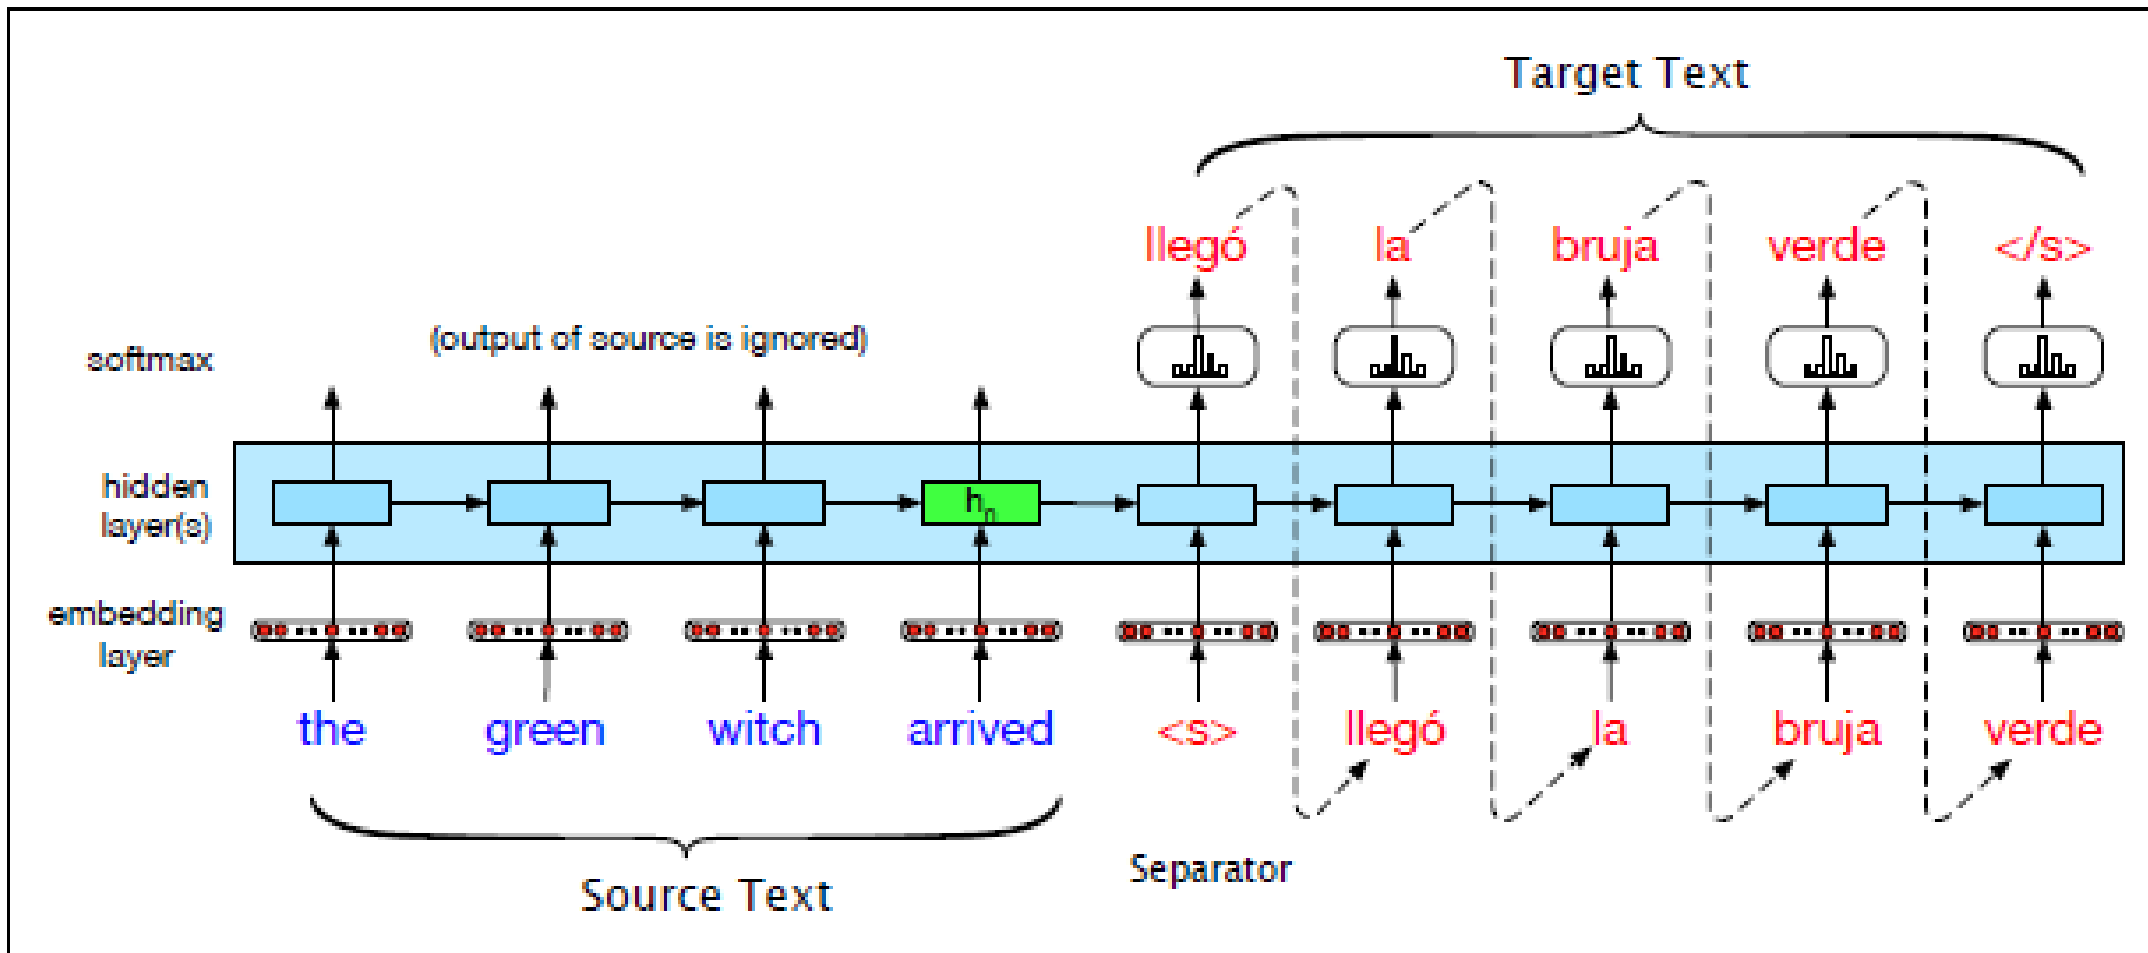 Target Text
llegó la bruja verde </s>
softmax
(output of source is ignored)
hidden
layer(s)
hn
embedding
layer
the green witch arrived <s> llegó la bruja verde
Separator
Source Text